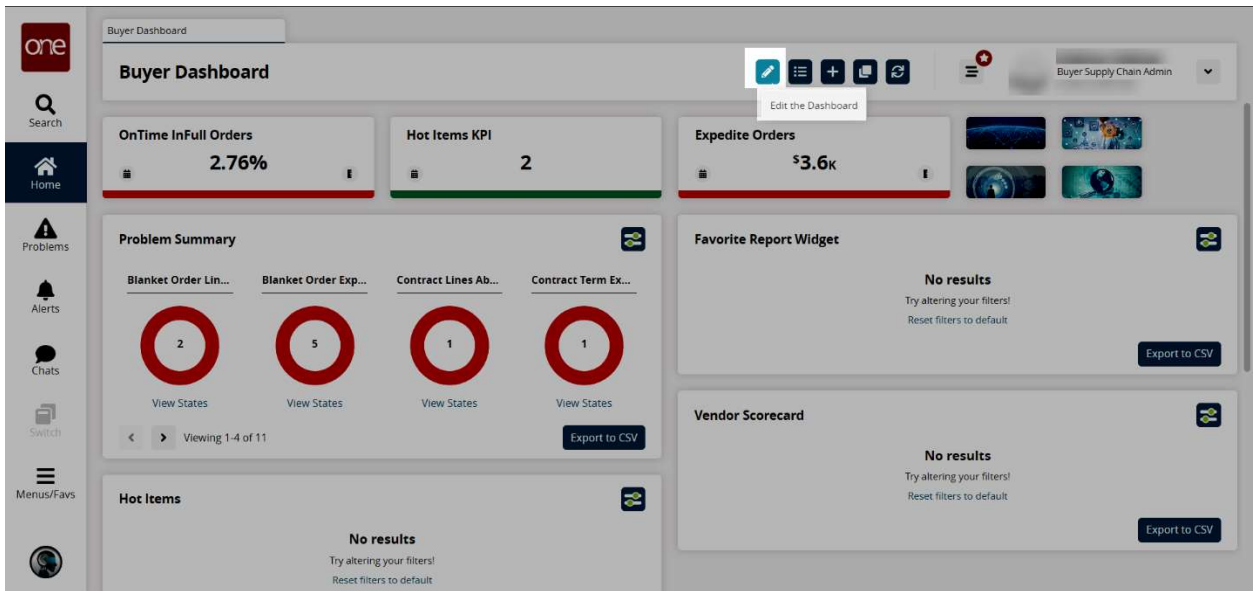 one
Search
Home
Problems
Alerts
Chats
Switch
Menus/Favs
Buyer Dashboard
Buyer Dashboard
Edit the Dashboard
Buyer Supply Chain Admin
OnTime InFull Orders
2.76%
Hot Items KPI
2
Expedite Orders
$3.6K
Problem Summary
Blanket Order Lin...
Blanket Order Exp...
Contract Lines Ab...
Contract Term Ex...
2
5
1
1
View States
View States
View States
View States
Viewing 1-4 of 11
Export to CSV
Hot Items
No results
Try altering your filters!
Reset filters to default
Favorite Report Widget
No results
Try altering your filters!
Reset filters to default
Export to CSV
Vendor Scorecard
No results
Try altering your filters!
Reset filters to default
Export to CSV